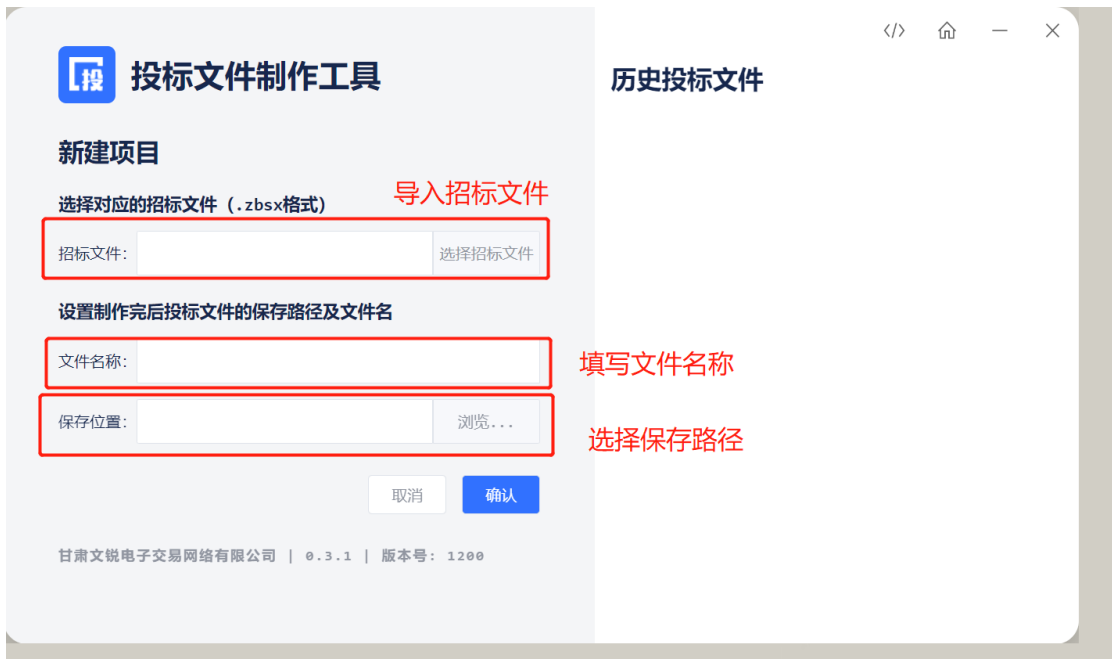 投标文件制作工具
新建项目
选择对应的招标文件（.zbsx格式）
导入招标文件
招标文件：
选择招标文件
设置制作完后投标文件的保存路径及文件名
文件名称：
填写文件名称
保存位置：
浏览...
选择保存路径
取消
确认
甘肃文锐电子交易网络有限公司 | 0.3.1 | 版本号: 1200
历史投标文件
投